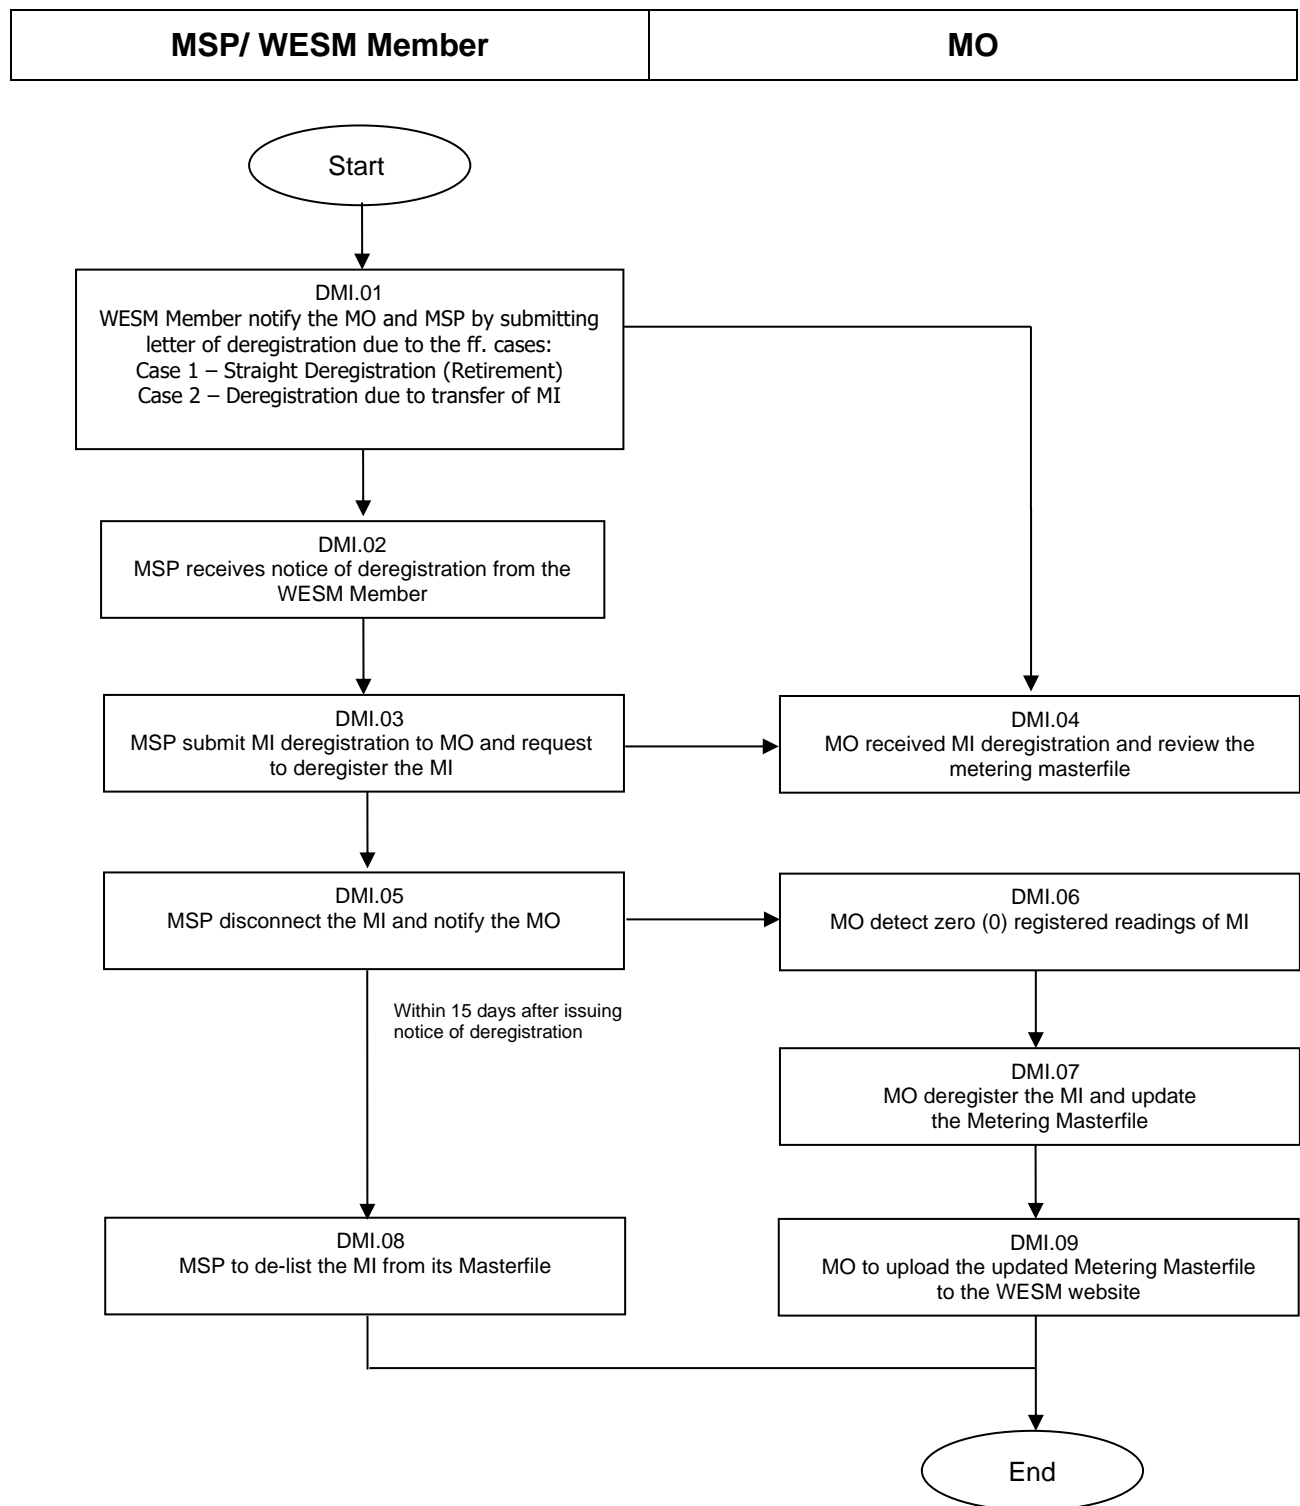 MSP/ WESM Member
MO
Start
DMI.01
WESM Member notify the MO and MSP by submitting
letter of deregistration due to the ff. cases:
Case 1 – Straight Deregistration (Retirement)
Case 2 – Deregistration due to transfer of MI
DMI.02
MSP receives notice of deregistration from the
WESM Member
DMI.03
MSP submit MI deregistration to MO and request
to deregister the MI
DMI.04
MO received MI deregistration and review the
metering masterfile
DMI.05
MSP disconnect the MI and notify the MO
DMI.06
MO detect zero (0) registered readings of MI
Within 15 days after issuing
notice of deregistration
DMI.07
MO deregister the MI and update
the Metering Masterfile
DMI.08
MSP to de-list the MI from its Masterfile
DMI.09
MO to upload the updated Metering Masterfile
to the WESM website
End